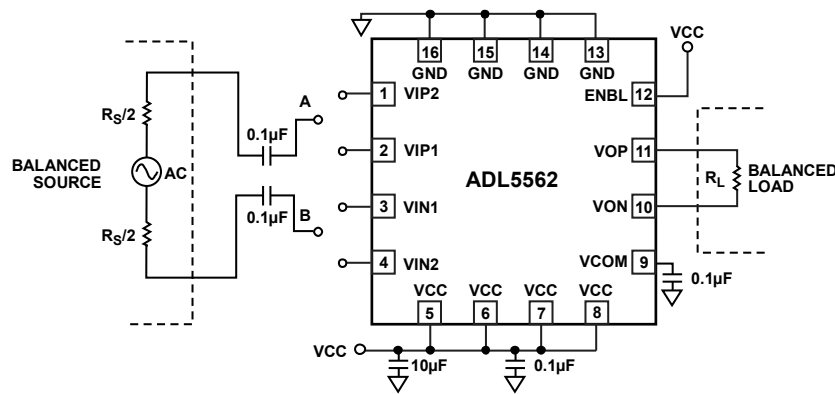 16 15 14 13
GND GND GND GND
VCC
1 VIP2
ENBL 12
A
R_S/2
0.1µF
2 VIP1
VOP 11
BALANCED
SOURCE
AC
ADL5562
R_L
BALANCED
LOAD
0.1µF
B
3 VIN1
VON 10
R_S/2
4 VIN2
VCOM 9
0.1µF
VCC VCC VCC VCC
5 6 7 8
VCC
10µF
0.1µF